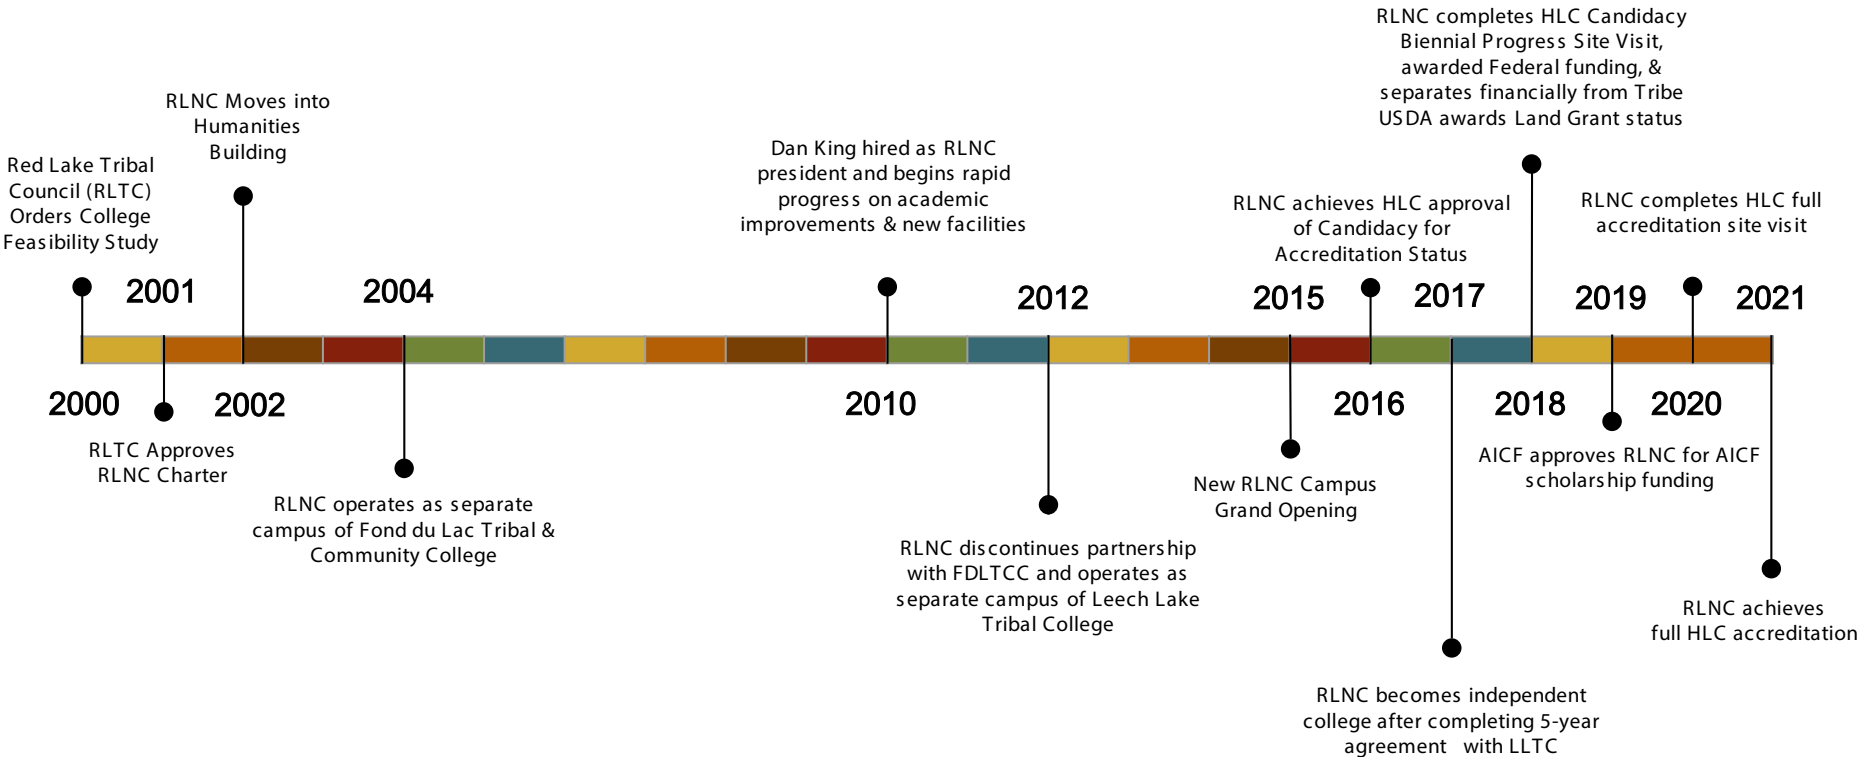 Red Lake Tribal
Council (RLTC)
Orders College
Feasibility Study
2000
2001
RLTC Approves
RLNC Charter
RLNC Moves into
Humanities
Building
2002
2004
RLNC operates as separate
campus of Fond du Lac Tribal &
Community College
Dan King hired as RLNC
president and begins rapid
progress on academic
improvements & new facilities
2010
2012
RLNC discontinues partnership
with FDLTCC and operates as
separate campus of Leech Lake
Tribal College
2015
New RLNC Campus
Grand Opening
RLNC achieves HLC approval
of Candidacy for
Accreditation Status
2016
2017
RLNC becomes independent
college after completing 5-year
agreement with LLTC
RLNC completes HLC Candidacy
Biennial Progress Site Visit,
awarded Federal funding, &
separates financially from Tribe
USDA awards Land Grant status
2018
2019
AICF approves RLNC for AICF
scholarship funding
RLNC completes HLC full
accreditation site visit
2020
2021
RLNC achieves
full HLC accreditation